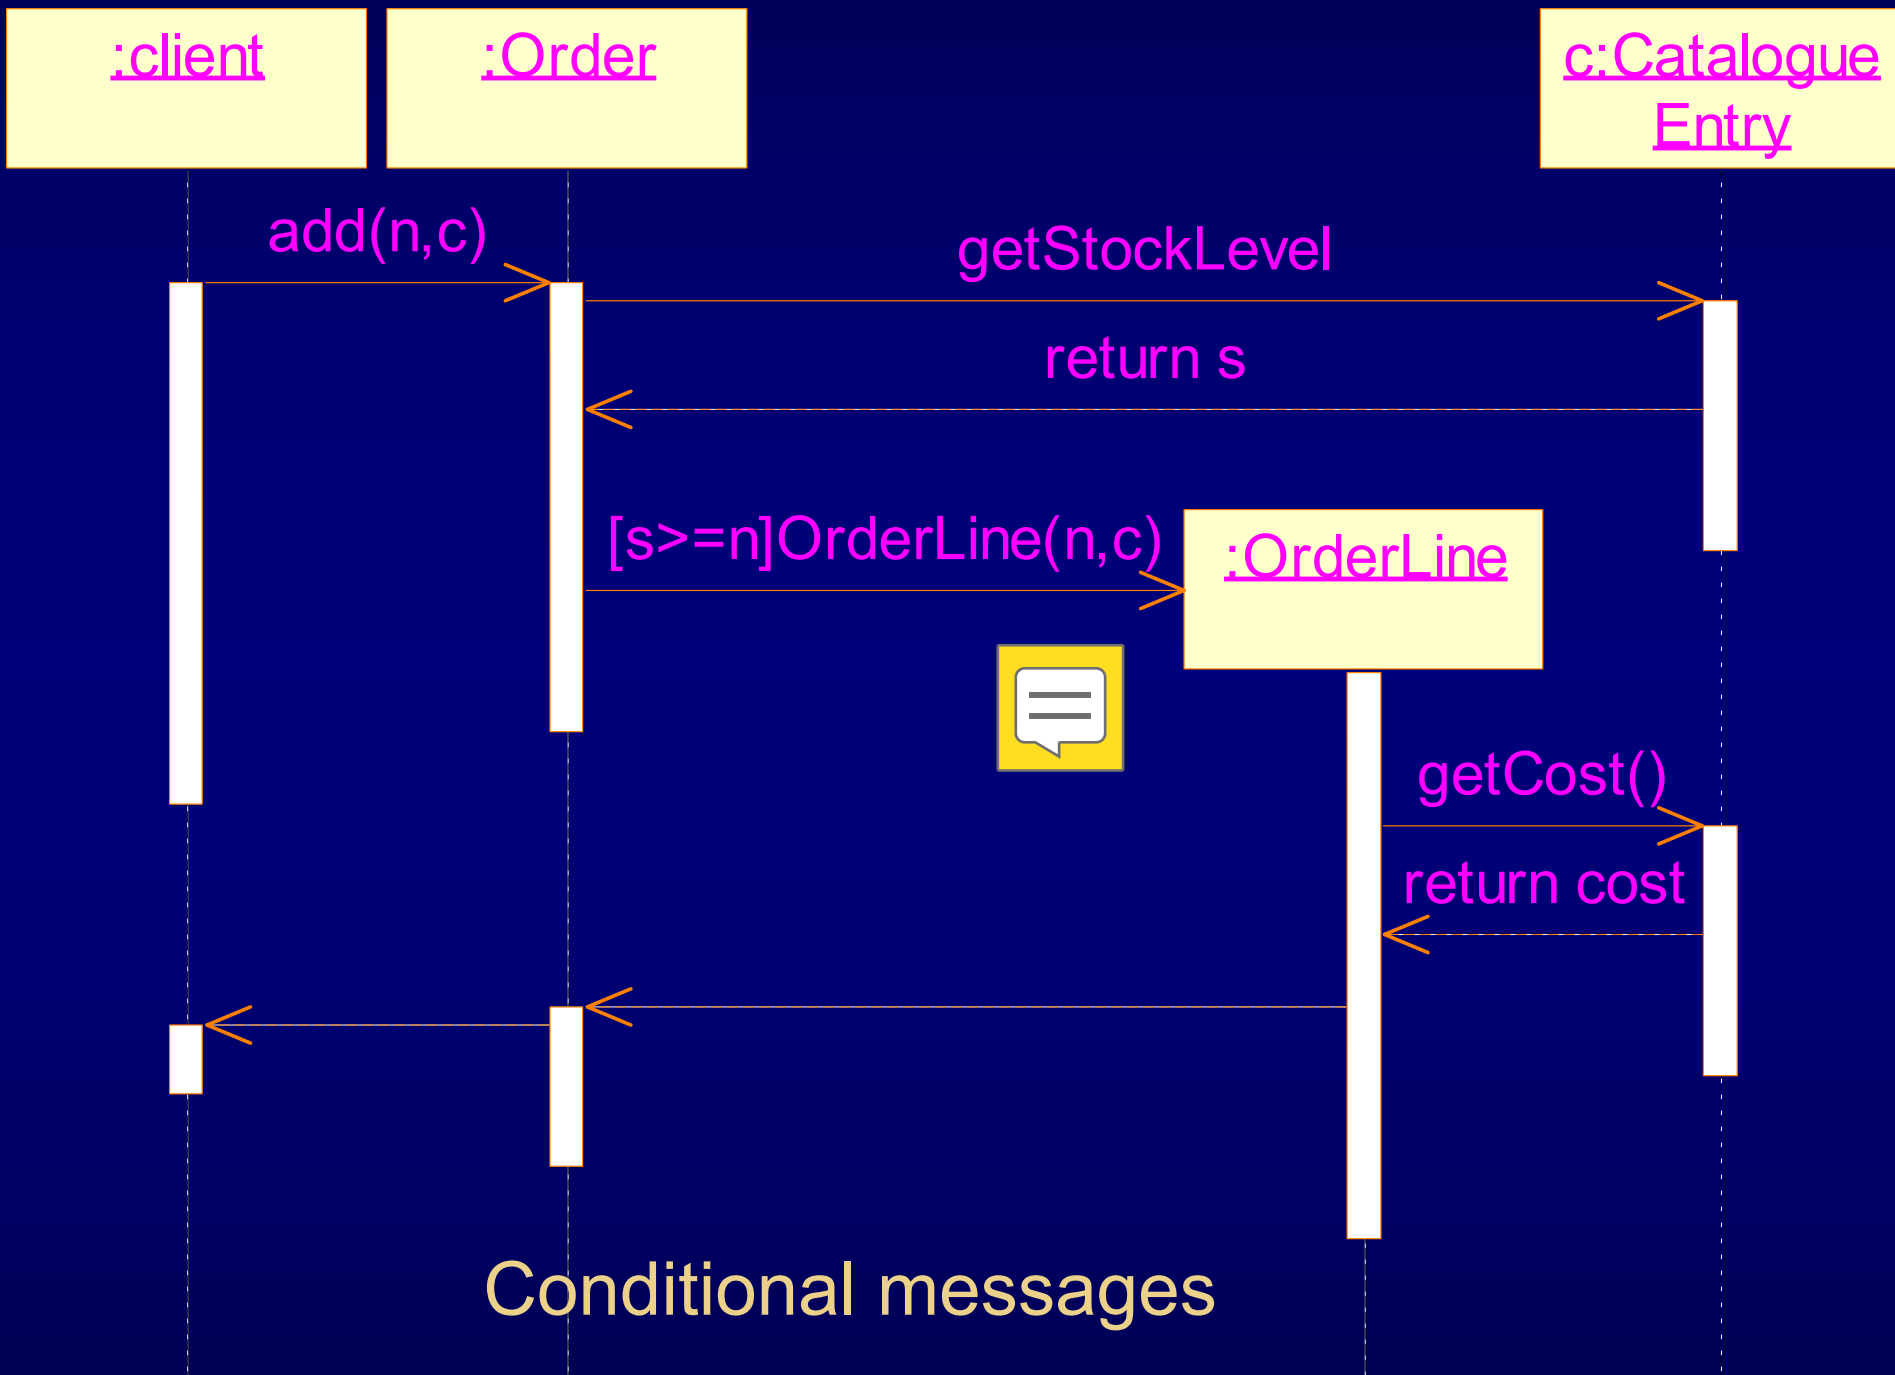 :client
:Order
c:Catalogue
Entry
add(n,c)
getStockLevel
return s
[s>=n]OrderLine(n,c)
:OrderLine
getCost()
return cost
Conditional messages